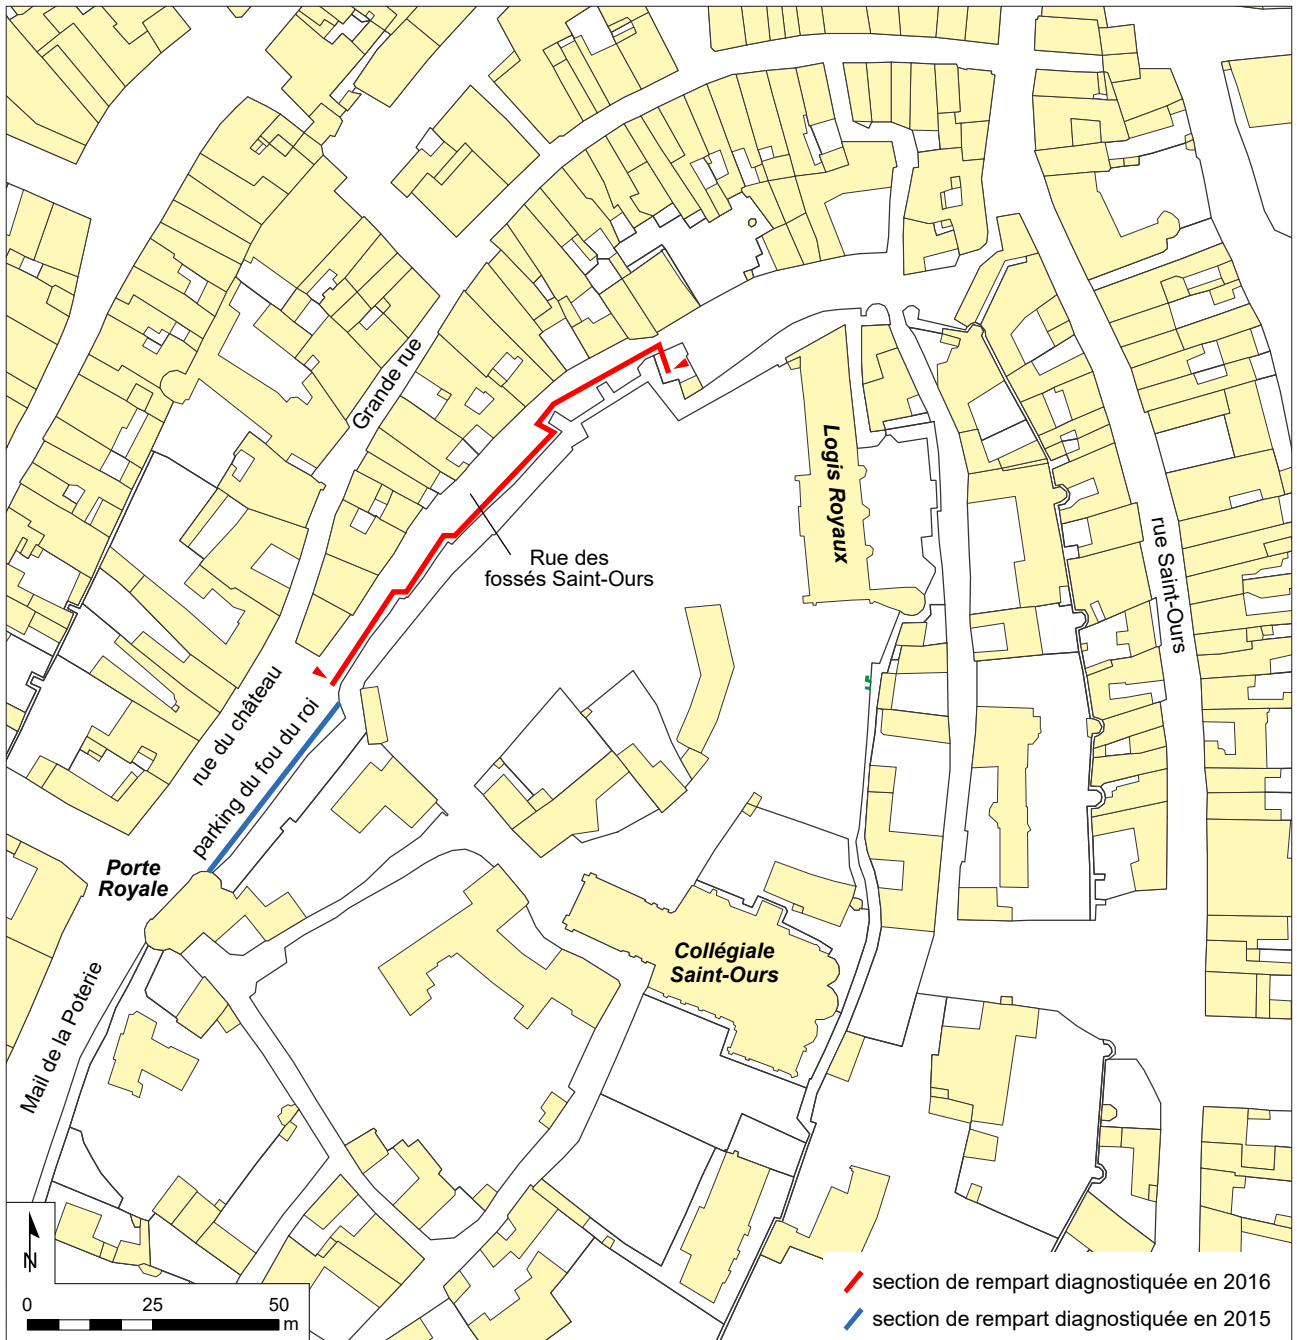 Grande rue
Logis Royaux
rue Saint-Ours
Rue des
fossés Saint-Ours
rue du château
parking du fou du roi
Porte
Royale
Collégiale
Saint-Ours
Mail de la Poterie
N
0 25 50
m
section de rempart diagnostiquée en 2016
section de rempart diagnostiquée en 2015